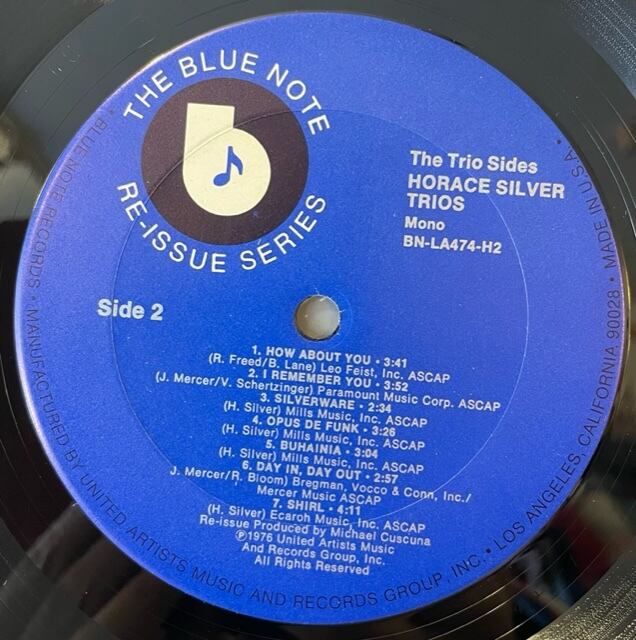 THE BLUE NOTE
RE-ISSUE SERIES
b
The Trio Sides
HORACE SILVER
TRIOS
Mono
BN-LA474-H2
Side 2
1. HOW ABOUT YOU • 3:41
(R. Freed/B. Lane) Leo Feist, Inc. ASCAP
2. I REMEMBER YOU • 3:52
(J. Mercer/V. Schertzinger) Paramount Music Corp. ASCAP
3. SILVERWARE • 2:34
(H. Silver) Mills Music, Inc. ASCAP
4. OPUS DE FUNK • 3:26
(H. Silver) Mills Music, Inc. ASCAP
5. BUHAINIA • 3:04
(H. Silver) Mills Music, Inc. ASCAP
6. DAY IN, DAY OUT • 2:57
J. Mercer/R. Bloom) Bregman, Vocco & Conn, Inc./
Mercer Music ASCAP
7. SHIRL • 4:11
(H. Silver) Ecaroh Music, Inc. ASCAP
Re-issue Produced by Michael Cuscuna
℗1976 United Artists Music
And Records Group, Inc.
All Rights Reserved
• BLUE NOTE RECORDS • MANUFACTURED BY UNITED ARTISTS MUSIC AND RECORDS GROUP, INC. • LOS ANGELES, CALIFORNIA 90028 • MADE IN U.S.A.